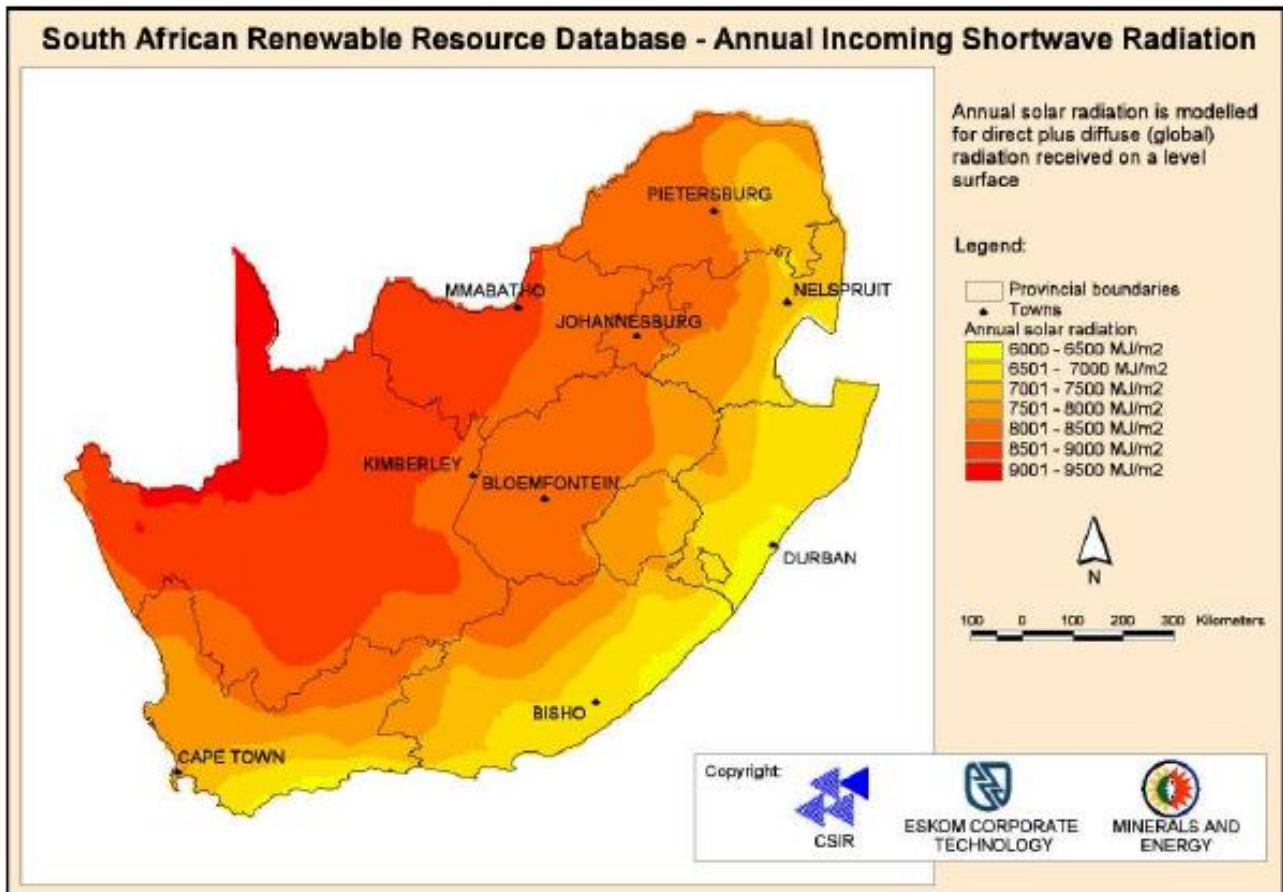 South African Renewable Resource Database - Annual Incoming Shortwave Radiation
Annual solar radiation is modelled
for direct plus diffuse (global)
radiation received on a level
surface
Legend:
Provincial boundaries
Towns
Annual solar radiation
6000 - 6500 MJ/m2
6501 - 7000 MJ/m2
7001 - 7500 MJ/m2
7501 - 8000 MJ/m2
8001 - 8500 MJ/m2
8501 - 9000 MJ/m2
9001 - 9500 MJ/m2
N
100 0 100 200 300 Kilometers
PIETERSBURG
MMABATHO
NELSPRUIT
JOHANNESBURG
KIMBERLEY
BLOEMFONTEIN
DURBAN
BISHO
CAPE TOWN
Copyright:
CSIR
ESKOM CORPORATE
TECHNOLOGY
MINERALS AND
ENERGY